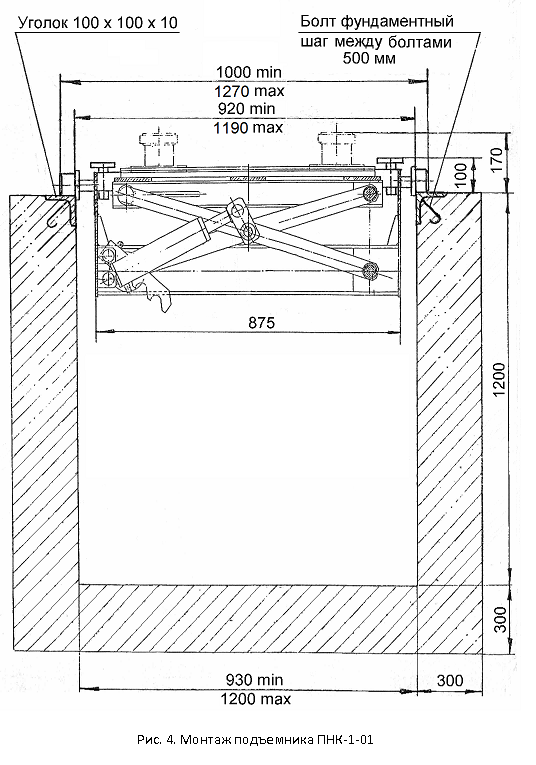 Уголок 100 х 100 х 10
Болт фундаментный
шаг между болтами
500 мм
1000 min
1270 max
920 min
1190 max
170
100
875
1200
300
930 min
1200 max
300
Рис. 4. Монтаж подъемника ПНК-1-01